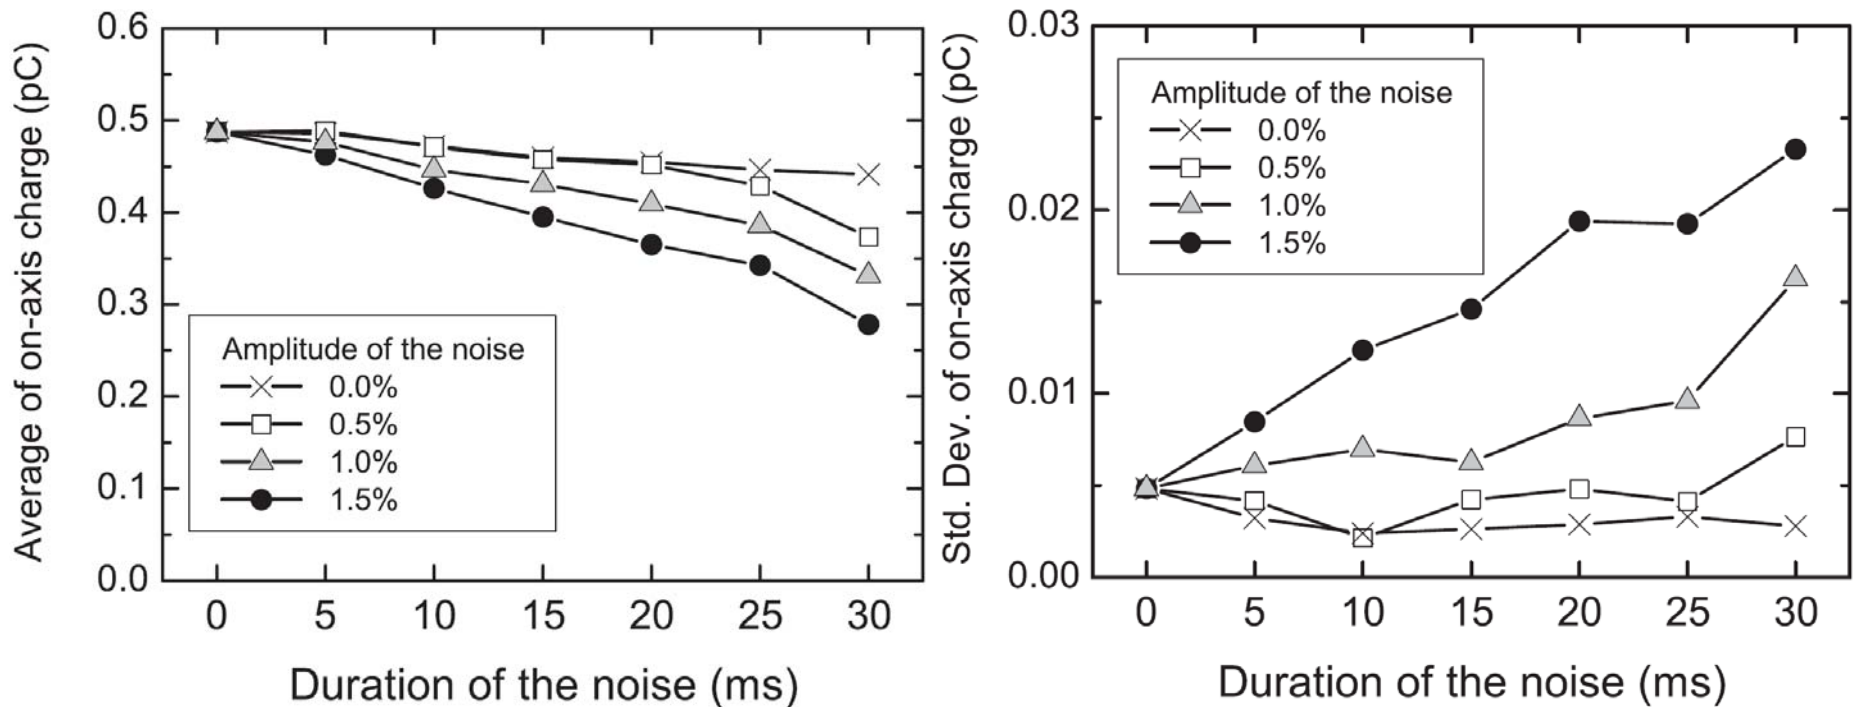 Average of on-axis charge (pC)
0.6
0.5
0.4
0.3
0.2
0.1
0.0
Amplitude of the noise
0.0%
0.5%
1.0%
1.5%
0 5 10 15 20 25 30
Duration of the noise (ms)
Std. Dev. of on-axis charge (pC)
0.03
0.02
0.01
0.00
Amplitude of the noise
0.0%
0.5%
1.0%
1.5%
0 5 10 15 20 25 30
Duration of the noise (ms)